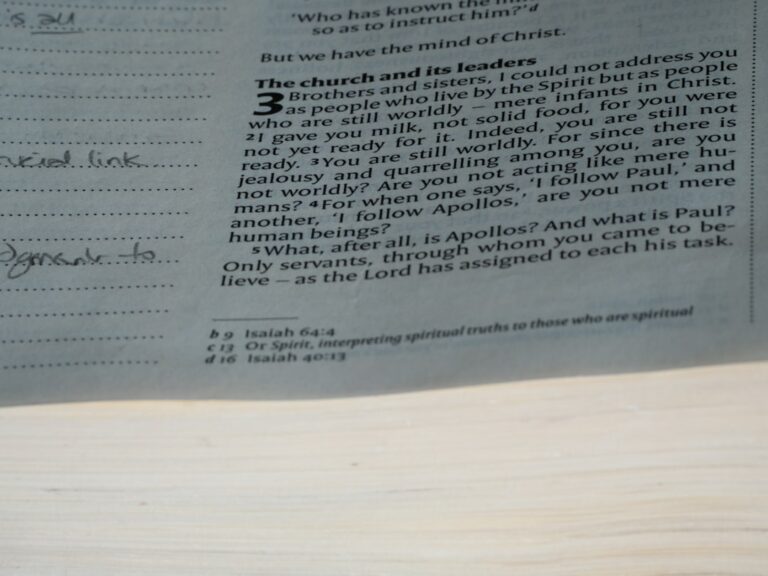 is all
'Who has known the
so as to instruct him?'d
But we have the mind of Christ.
The church and its leaders
3 Brothers and sisters, I could not address you
as people who live by the Spirit but as people
who are still worldly – mere infants in Christ.
2 I gave you milk, not solid food, for you were
not yet ready for it. Indeed, you are still not
ready. 3 You are still worldly. For since there is
jealousy and quarrelling among you, are you
not worldly? Are you not acting like mere hu-
mans? 4 For when one says, 'I follow Paul,' and
another, 'I follow Apollos,' are you not mere
human beings?
5 What, after all, is Apollos? And what is Paul?
Only servants, through whom you came to be-
lieve – as the Lord has assigned to each his task.
link
to
b 9 Isaiah 64:4
c 13 Or Spirit, interpreting spiritual truths to those who are spiritual
d 16 Isaiah 40:13